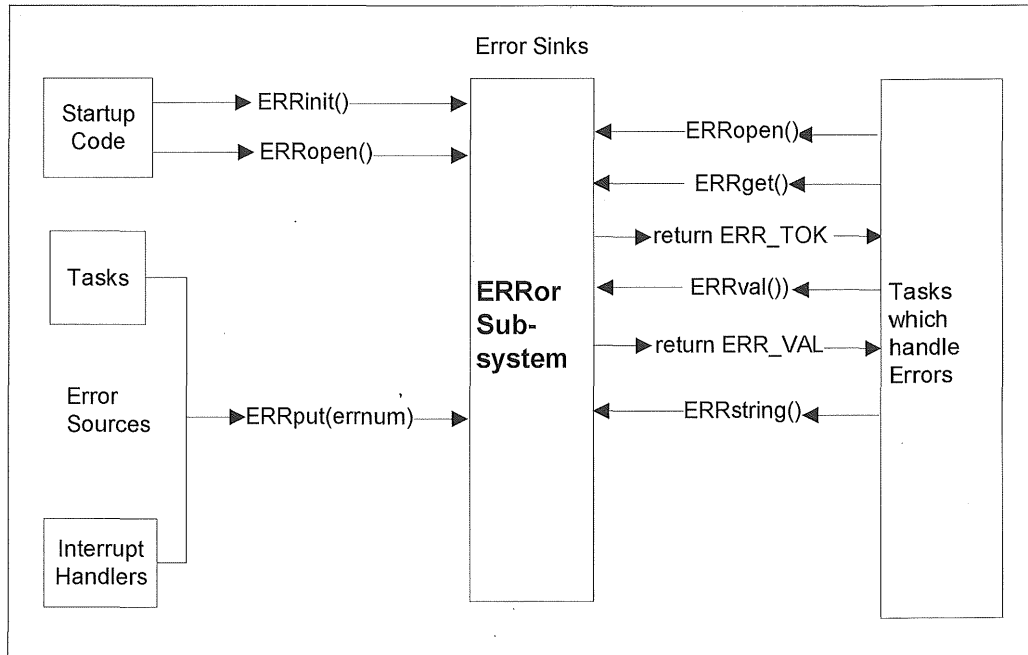 Error Sinks
Startup
Code
ERRinit()
ERRopen()
Tasks
Error
Sources
ERRput(errnum)
Interrupt
Handlers
ERRor
Sub-
system
ERRopen()
ERRget()
return ERR_TOK
ERRval())
return ERR_VAL
ERRstring()
Tasks
which
handle
Errors